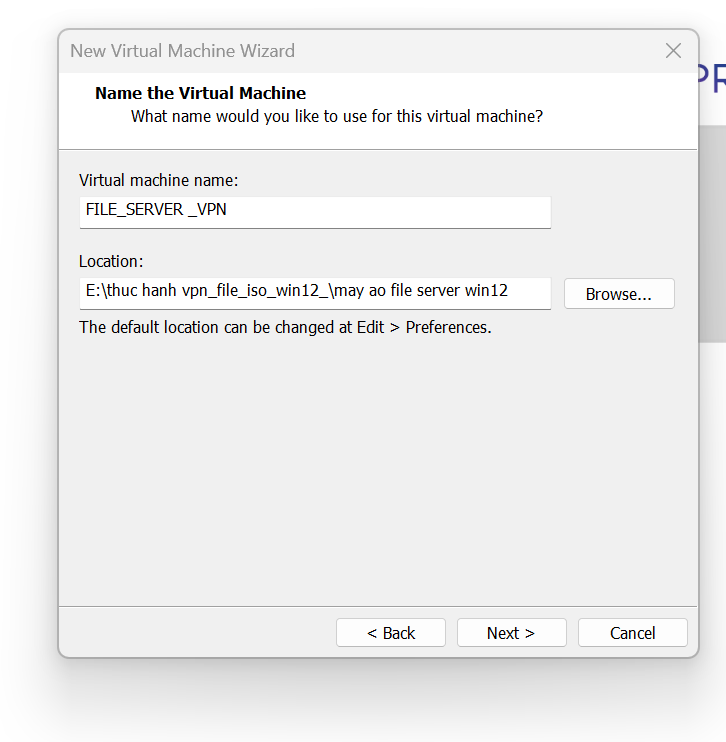 New Virtual Machine Wizard
PR
Name the Virtual Machine
What name would you like to use for this virtual machine?
Virtual machine name:
FILE_SERVER _VPN
Location:
E:\thuc hanh vpn_file_iso_win12_\may ao file server win12
Browse...
The default location can be changed at Edit > Preferences.
< Back
Next >
Cancel